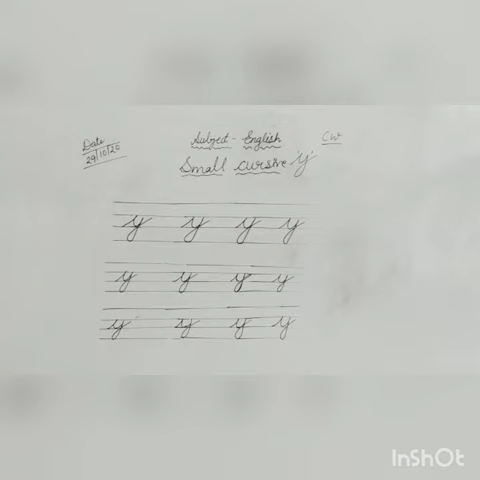 Date
29/10/20
Subject - English
CW
Small cursive 'y'
y y y y
y y y y
y y y y
InShOt